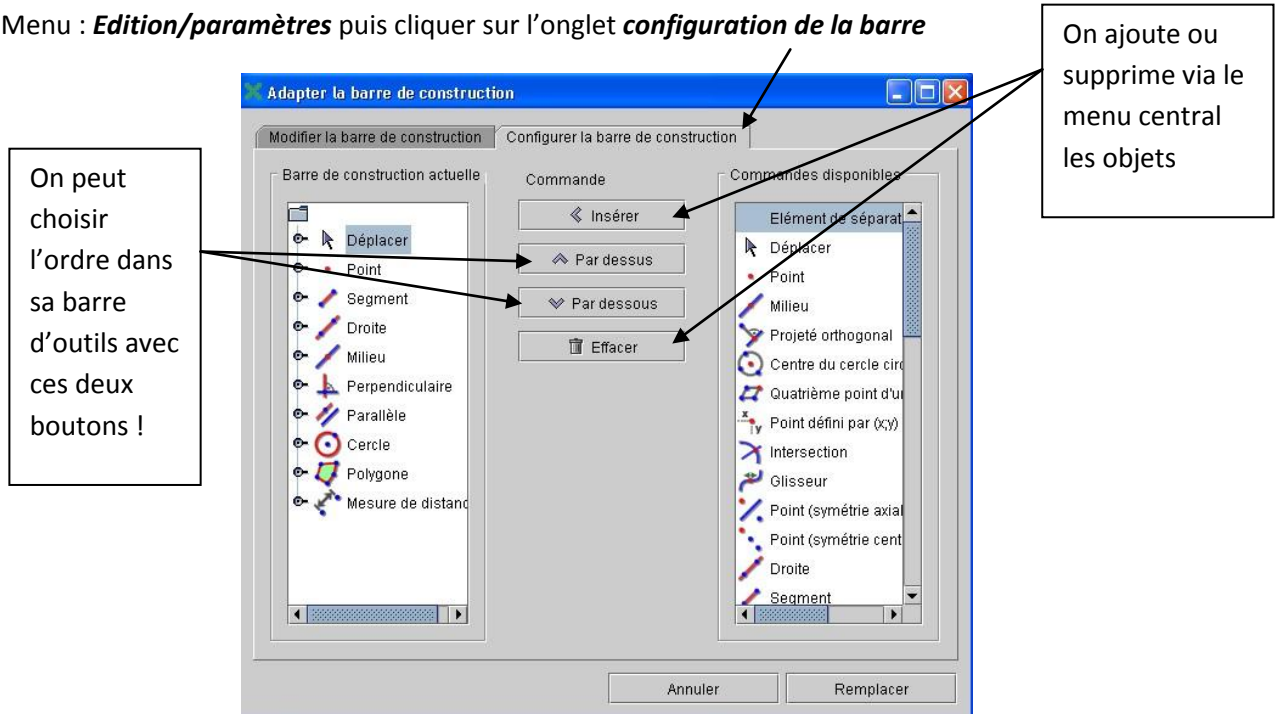 Menu : Edition/paramètres puis cliquer sur l’onglet configuration de la barre
On ajoute ou
supprime via le
menu central
les objets
Adapter la barre de construction
Modifier la barre de construction
Configurer la barre de construction
On peut
choisir
l’ordre dans
sa barre
d’outils avec
ces deux
boutons !
Barre de construction actuelle
Déplacer
Point
Segment
Droite
Milieu
Perpendiculaire
Parallèle
Cercle
Polygone
Mesure de distanc
Commande
Insérer
Par dessus
Par dessous
Effacer
Commandes disponibles
Elément de séparat
Déplacer
Point
Milieu
Projeté orthogonal
Centre du cercle circ
Quatrième point d'un
x
y
Point défini par (x;y)
Intersection
Glisseur
Point (symétrie axial
Point (symétrie cent
Droite
Segment
Annuler
Remplacer